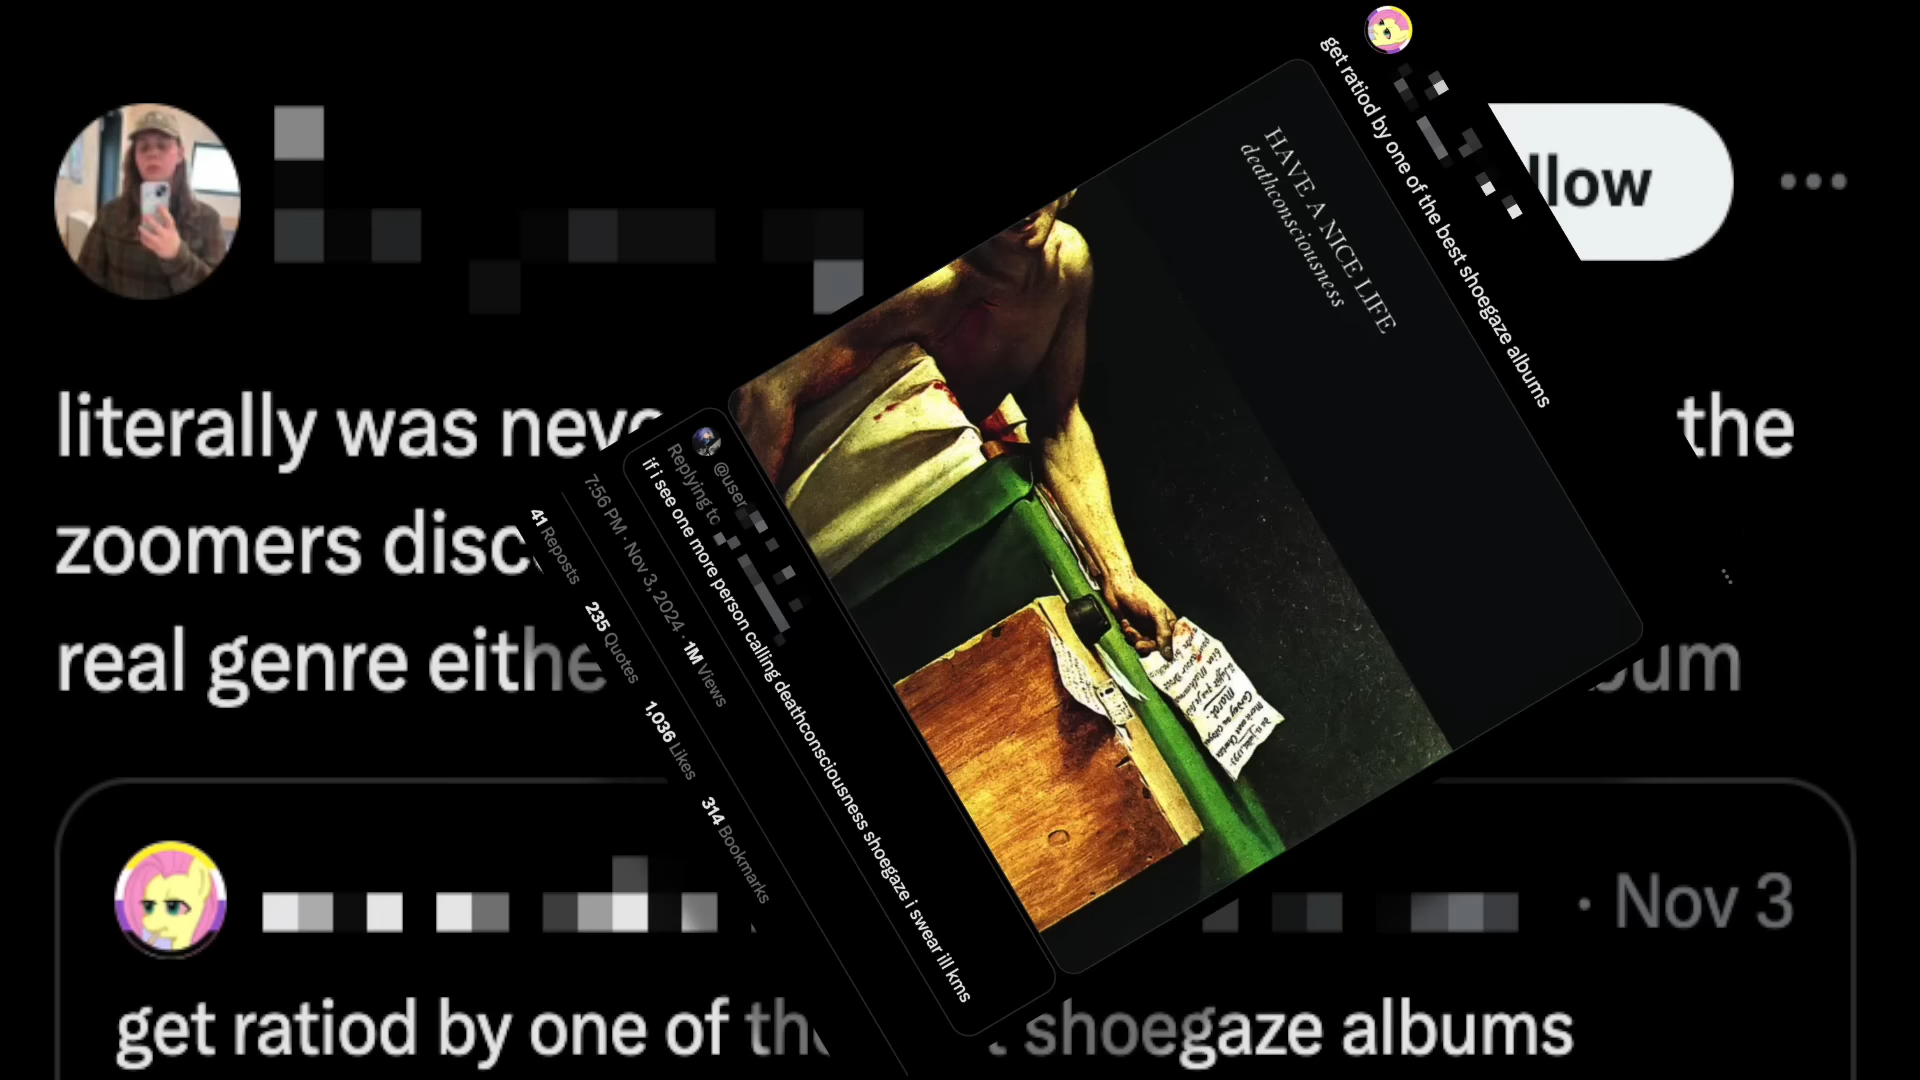 llow
literally was neve
the
zoomers disc
real genre eithe
um
Nov 3
get ratiod by one of the
shoegaze albums
get ratiod by one of the best shoegaze albums
HAVE A NICE LIFE
deathconsciousness
@user
Replying to
if i see one more person calling deathconsciousness shoegaze i swear ill kms
7:56 PM · Nov 3, 2024 · 1M Views
41 Reposts 235 Quotes 1,036 Likes 314 Bookmarks